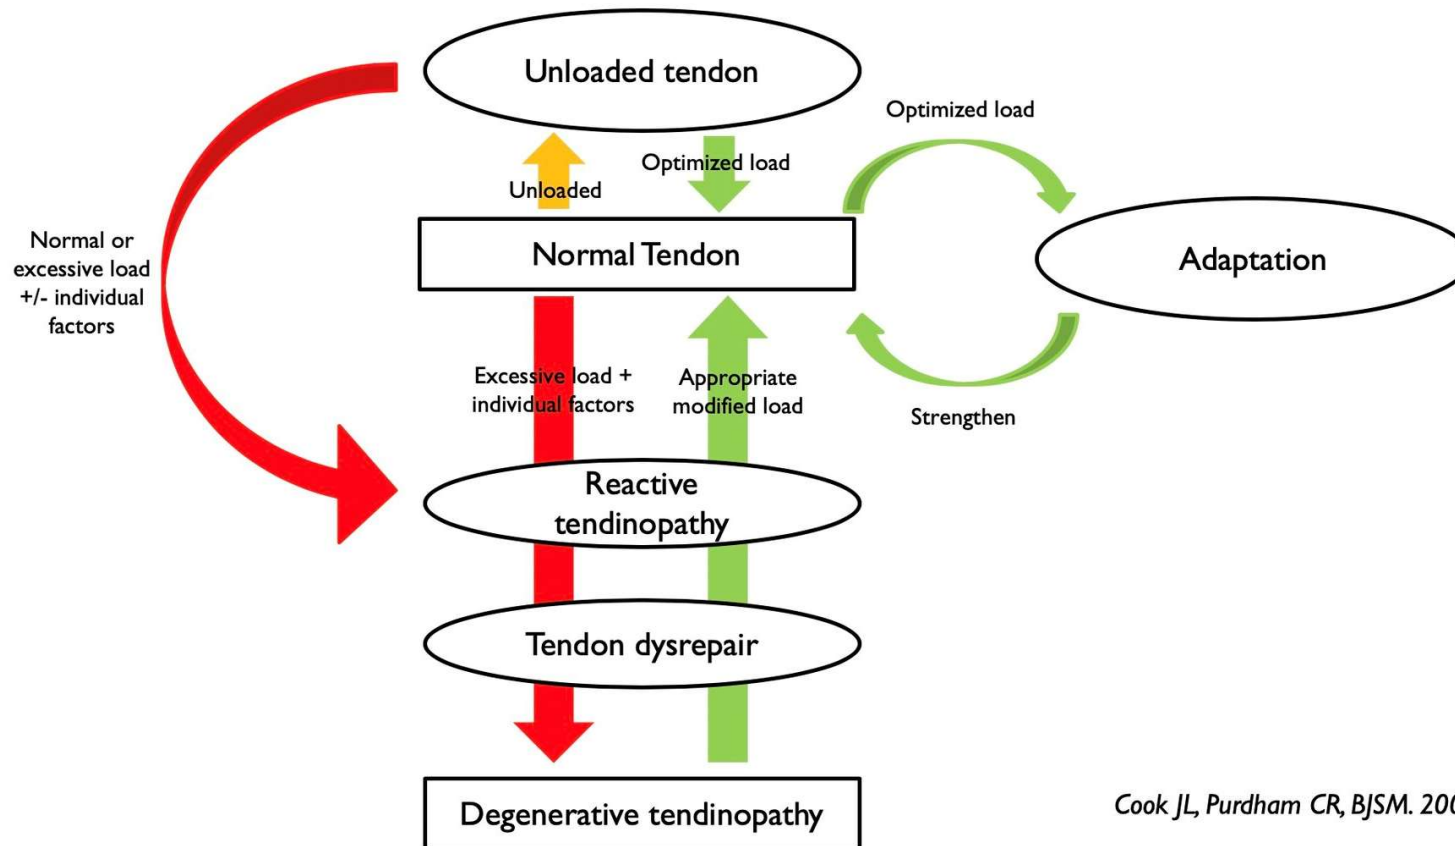 Unloaded tendon
Optimized load
Optimized load
Unloaded
Normal or
excessive load
+/- individual
factors
Normal Tendon
Adaptation
Excessive load +
individual factors
Appropriate
modified load
Strengthen
Reactive
tendinopathy
Tendon dysrepair
Degenerative tendinopathy
Cook JL, Purdham CR, BJSM.